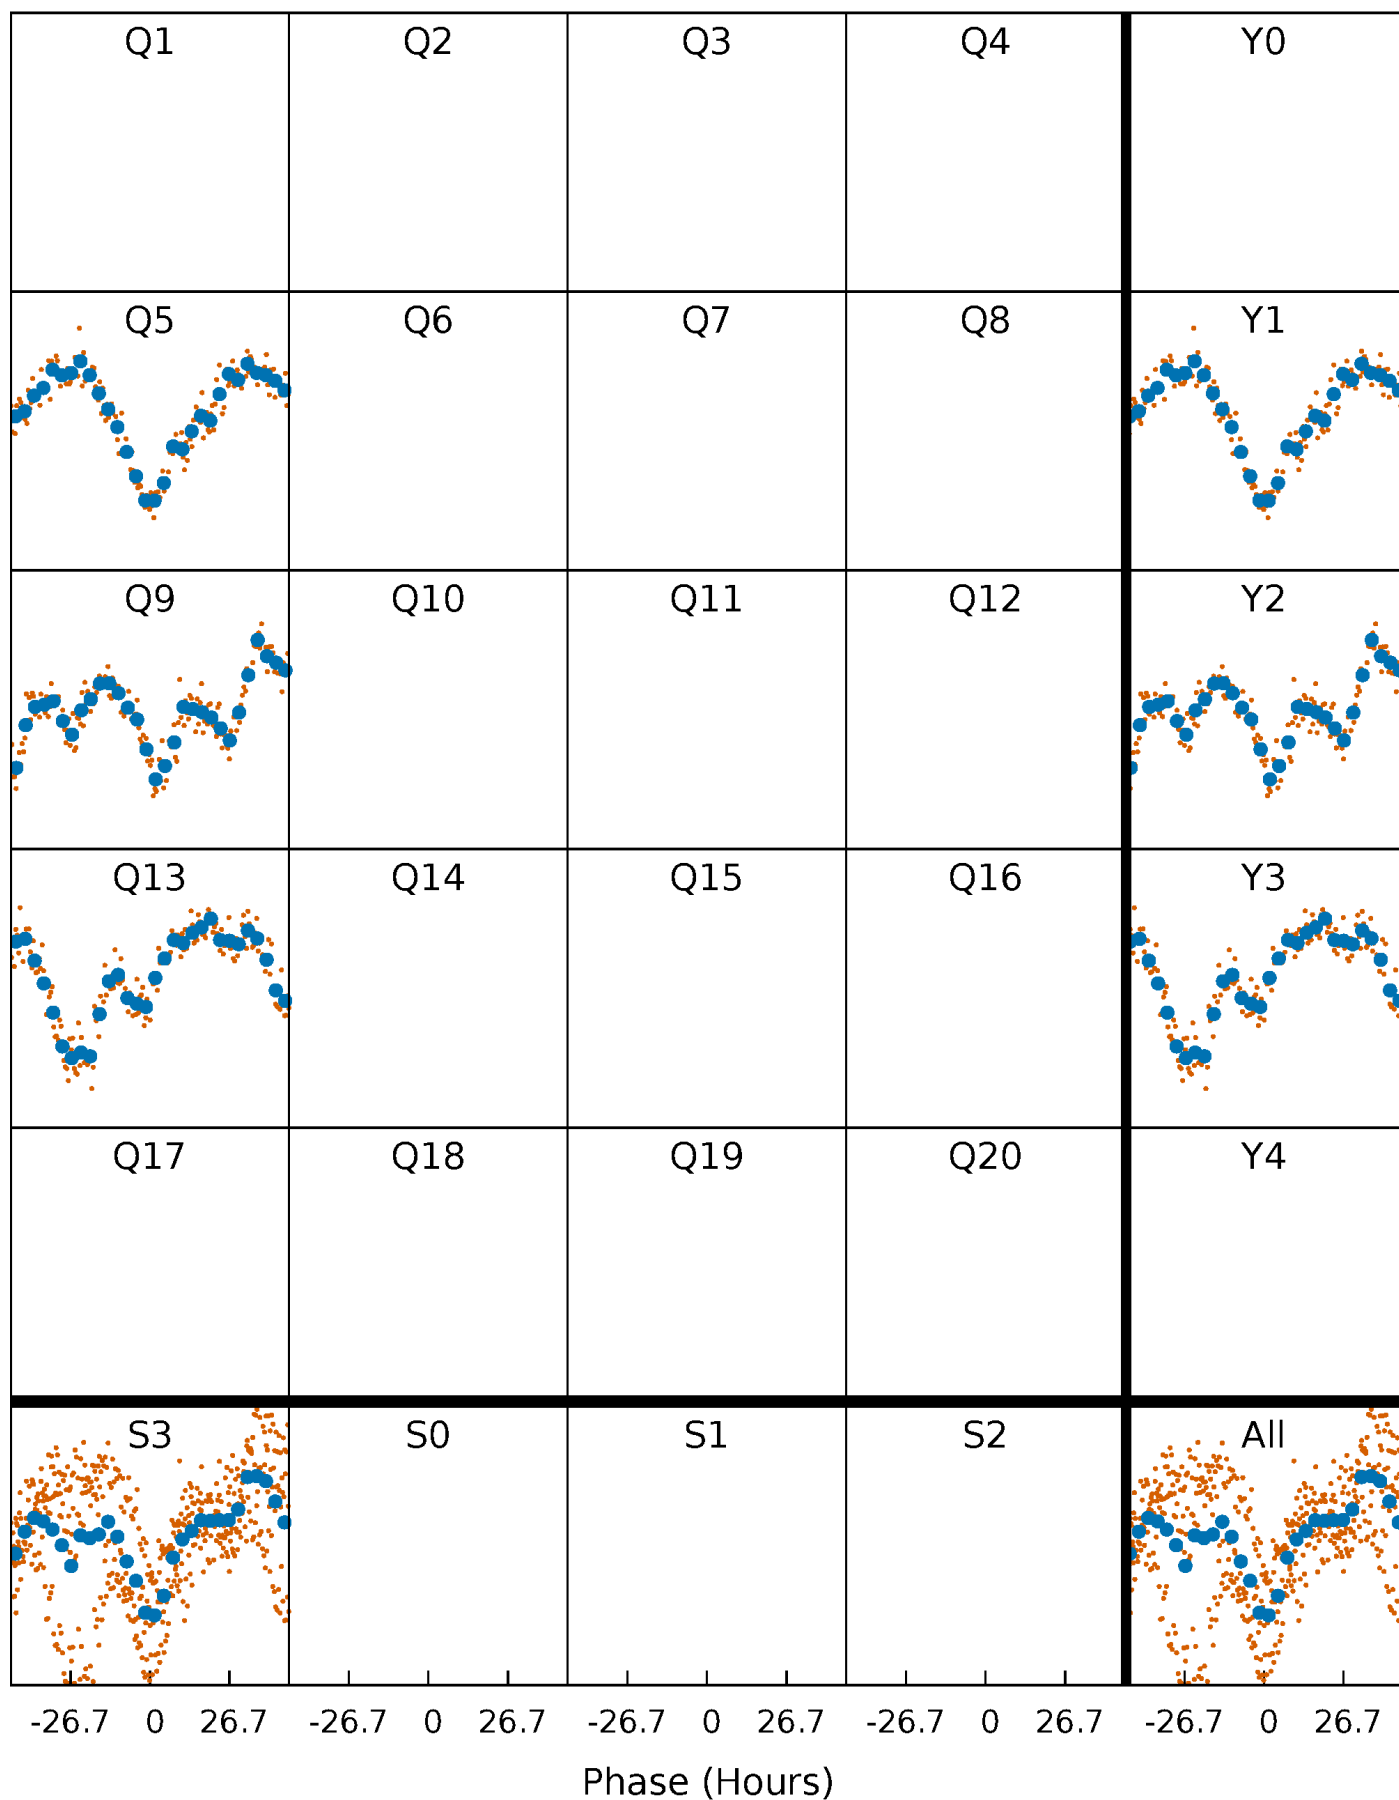 Q1 Q2 Q3 Q4 Y0
Q5 Q6 Q7 Q8 Y1
Q9 Q10 Q11 Q12 Y2
Q13 Q14 Q15 Q16 Y3
Q17 Q18 Q19 Q20 Y4
S3 S0 S1 S2 All
-26.7 0 26.7 -26.7 0 26.7 -26.7 0 26.7 -26.7 0 26.7 -26.7 0 26.7
Phase (Hours)